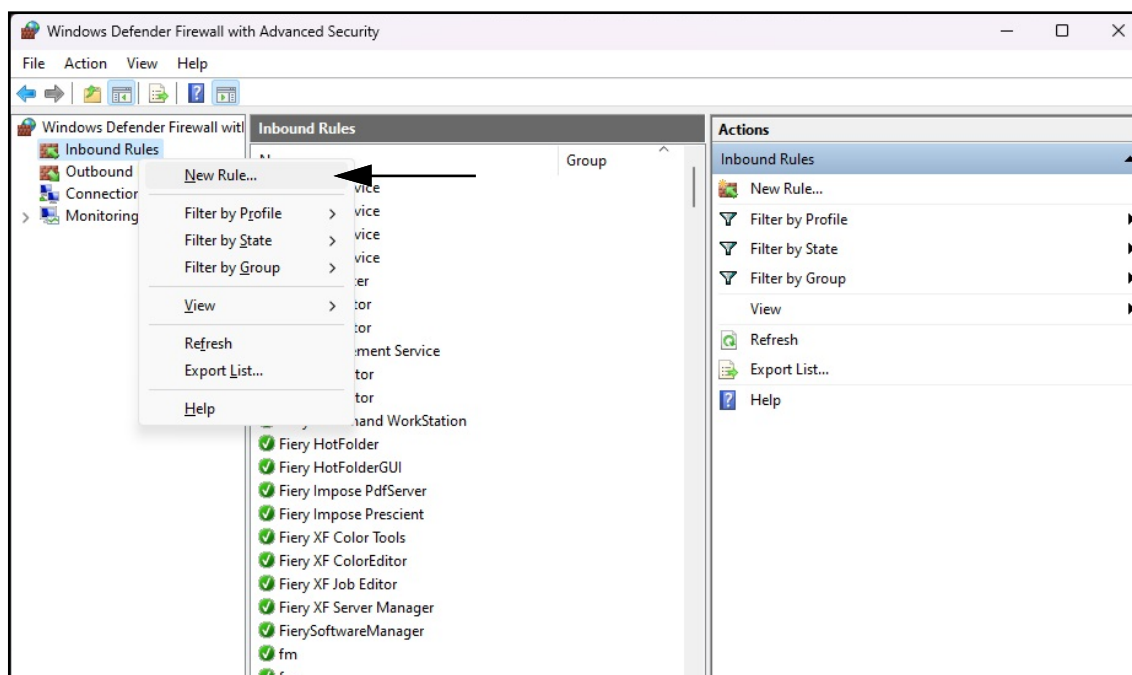 Windows Defender Firewall with Advanced Security
File Action View Help
Windows Defender Firewall with
Inbound Rules
Outbound
Connection
Monitoring
New Rule...
Filter by Profile
Filter by State
Filter by Group
View
Refresh
Export List...
Help
Inbound Rules
Group
vice
vice
vice
vice
ter
tor
tor
ement Service
tor
tor
mand WorkStation
Fiery HotFolder
Fiery HotFolderGUI
Fiery Impose PdfServer
Fiery Impose Prescient
Fiery XF Color Tools
Fiery XF ColorEditor
Fiery XF Job Editor
Fiery XF Server Manager
FierySoftwareManager
fm
Actions
Inbound Rules
New Rule...
Filter by Profile
Filter by State
Filter by Group
View
Refresh
Export List...
Help